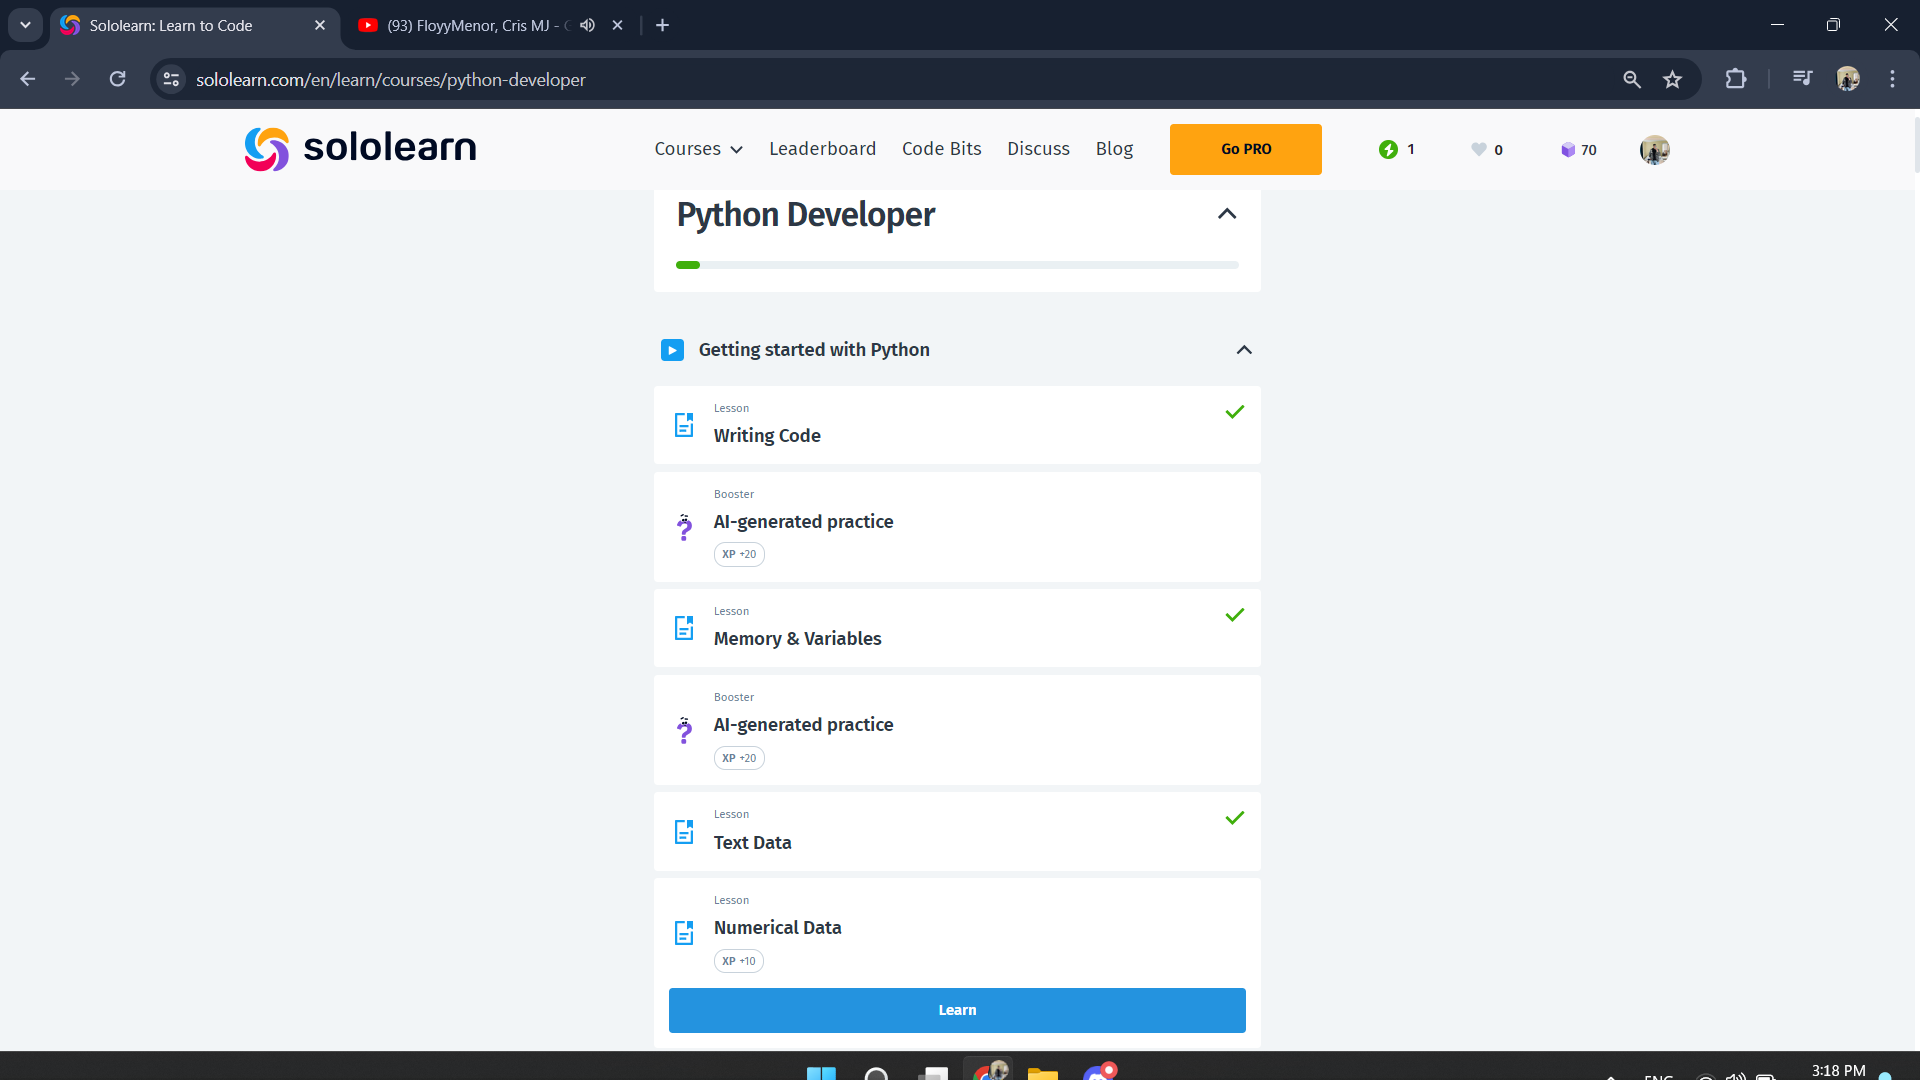 Sololearn: Learn to Code
(93) FloyyMenor, Cris MJ -
sololearn.com/en/learn/courses/python-developer
sololearn
Courses
Leaderboard
Code Bits
Discuss
Blog
Go PRO
1
0
70
Python Developer
Getting started with Python
Lesson
Writing Code
Booster
AI-generated practice
XP +20
Lesson
Memory & Variables
Booster
AI-generated practice
XP +20
Lesson
Text Data
Lesson
Numerical Data
XP +10
Learn
ENG
3:18 PM